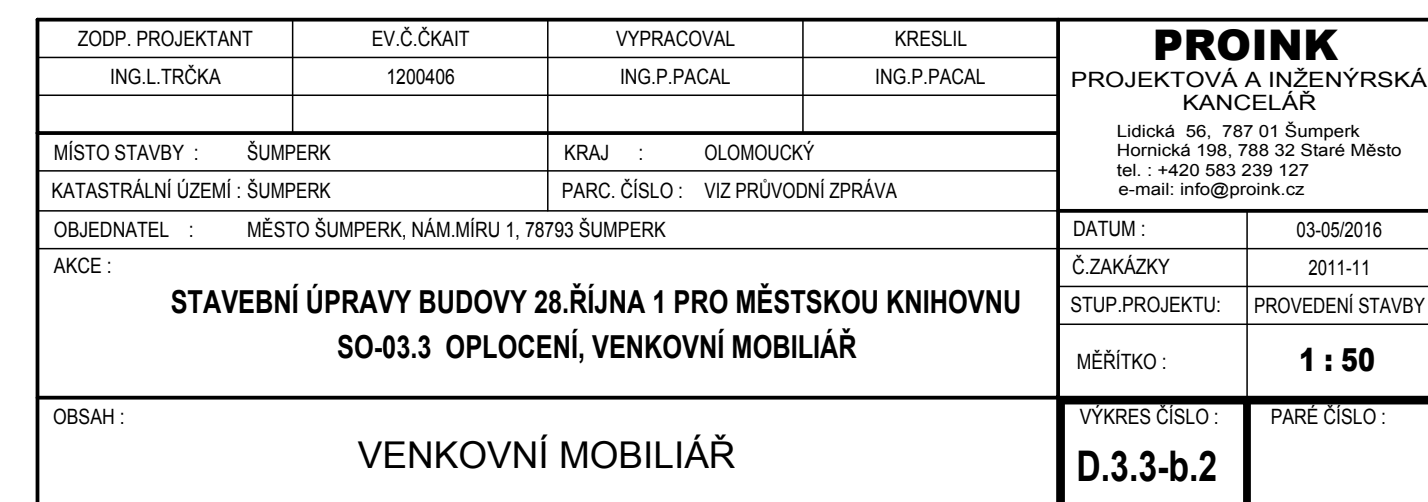 ZODP. PROJEKTANT EV.Č.ČKAIT VYPRACOVAL KRESLIL
ING.L.TRČKA 1200406 ING.P.PACAL ING.P.PACAL
PROINK
PROJEKTOVÁ A INŽENÝRSKÁ
KANCELÁŘ
Lidická 56, 787 01 Šumperk
Hornická 198, 788 32 Staré Město
tel. : +420 583 239 127
e-mail: info@proink.cz
MÍSTO STAVBY : ŠUMPERK KRAJ : OLOMOUCKÝ
KATASTRÁLNÍ ÚZEMÍ : ŠUMPERK PARC. ČÍSLO : VIZ PRŮVODNÍ ZPRÁVA
OBJEDNATEL : MĚSTO ŠUMPERK, NÁM.MÍRU 1, 78793 ŠUMPERK
DATUM : 03-05/2016
AKCE :
STAVEBNÍ ÚPRAVY BUDOVY 28.ŘÍJNA 1 PRO MĚSTSKOU KNIHOVNU
SO-03.3 OPLOCENÍ, VENKOVNÍ MOBILIÁŘ
Č.ZAKÁZKY 2011-11
STUP.PROJEKTU: PROVEDENÍ STAVBY
MĚŘÍTKO : 1 : 50
OBSAH :
VENKOVNÍ MOBILIÁŘ
VÝKRES ČÍSLO : PARÉ ČÍSLO :
D.3.3-b.2